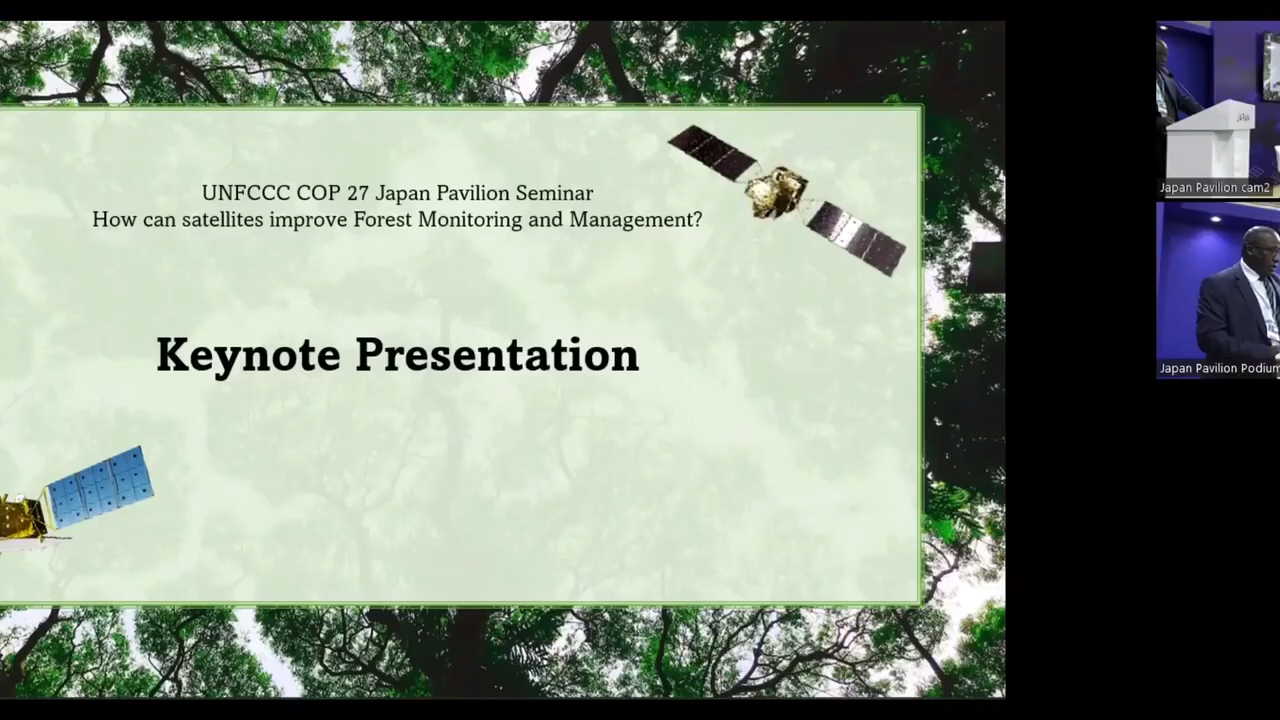 UNFCCC COP 27 Japan Pavilion Seminar
How can satellites improve Forest Monitoring and Management?
Keynote Presentation
JAPAN
Japan Pavilion cam2
Japan Pavilion Podium